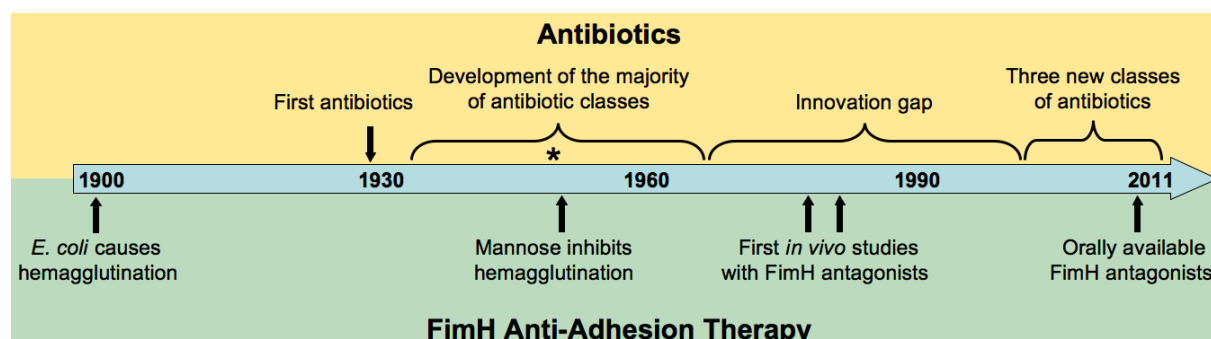 Antibiotics
Development of the majority
of antibiotic classes
First antibiotics
Innovation gap
Three new classes
of antibiotics
*
1900
1930
1960
1990
2011
E. coli causes
hemagglutination
Mannose inhibits
hemagglutination
First in vivo studies
with FimH antagonists
Orally available
FimH antagonists
FimH Anti-Adhesion Therapy